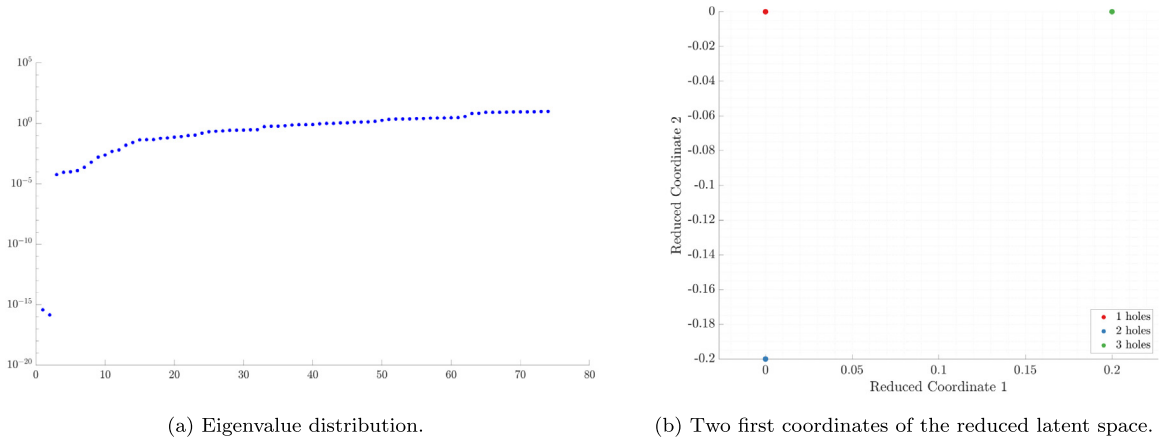 10^5
10^0
10^-5
10^-10
10^-15
10^-20
0 10 20 30 40 50 60 70 80
(a) Eigenvalue distribution.
0
-0.02
-0.04
-0.06
-0.08
-0.1
-0.12
-0.14
-0.16
-0.18
-0.2
Reduced Coordinate 2
1 holes
2 holes
3 holes
0 0.05 0.1 0.15 0.2
Reduced Coordinate 1
(b) Two first coordinates of the reduced latent space.